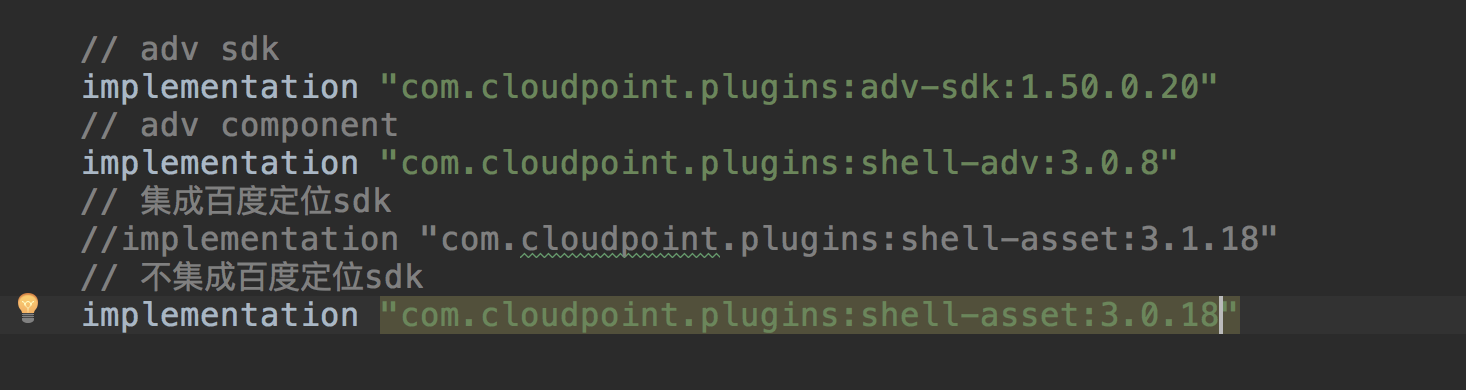 // adv sdk
implementation "com.cloudpoint.plugins:adv-sdk:1.50.0.20"
// adv component
implementation "com.cloudpoint.plugins:shell-adv:3.0.8"
// 集成百度定位sdk
//implementation "com.cloudpoint.plugins:shell-asset:3.1.18"
// 不集成百度定位sdk
implementation "com.cloudpoint.plugins:shell-asset:3.0.18"